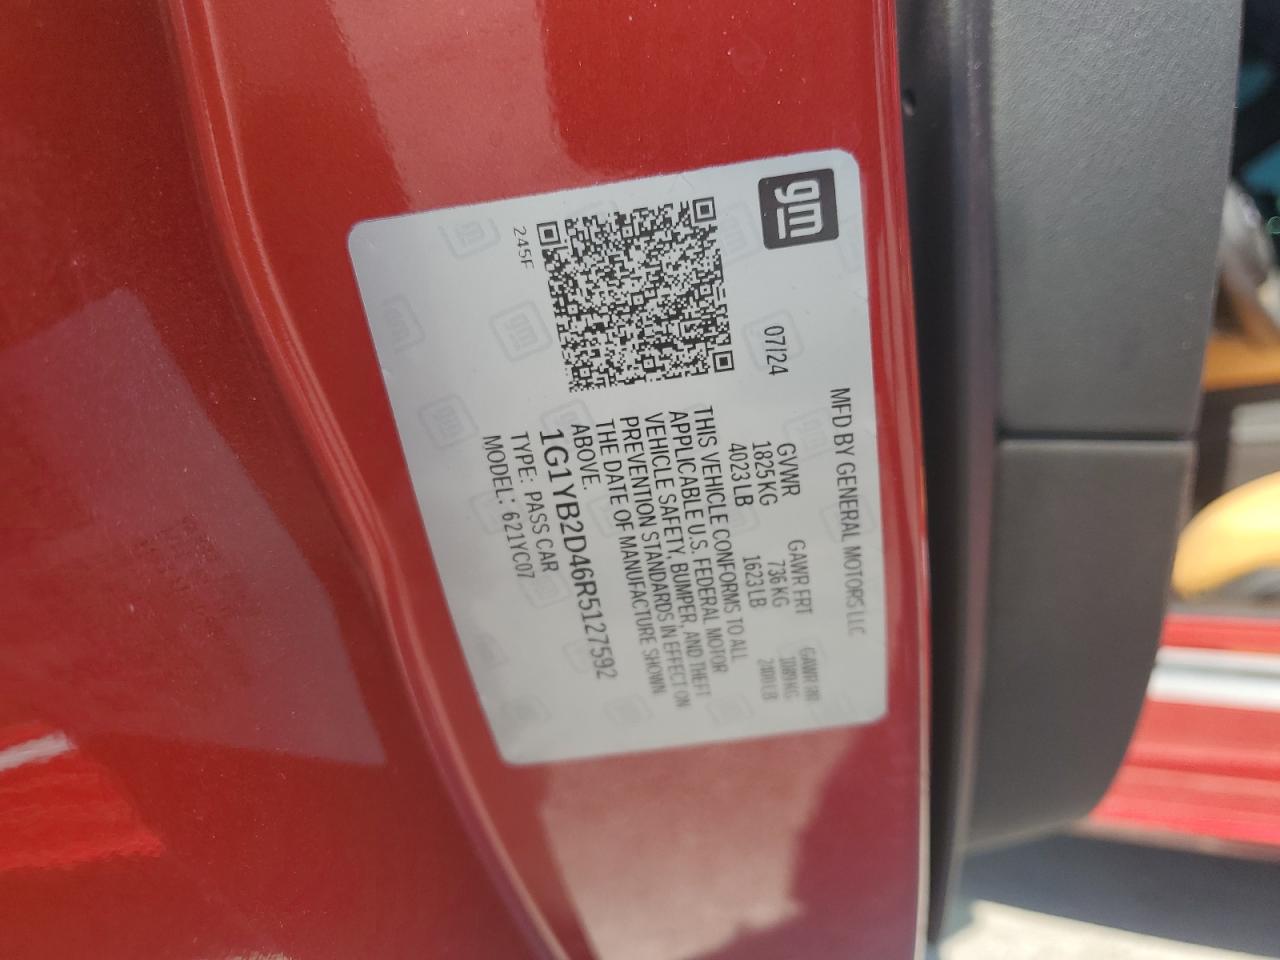 gm
MFD BY GENERAL MOTORS LLC
07/24
GVWR GAWR FRT GAWR RR
1825 KG 736 KG 1089 KG
4023 LB 1623 LB
THIS VEHICLE CONFORMS TO ALL
APPLICABLE U.S. FEDERAL MOTOR
VEHICLE SAFETY, BUMPER, AND THEFT
PREVENTION STANDARDS IN EFFECT ON
THE DATE OF MANUFACTURE SHOWN
ABOVE.
1G1YB2D46R5127592
TYPE: PASS CAR
MODEL: 621YC07
245F